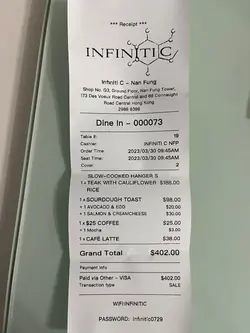 *** Receipt ***
INFINITI C
Infiniti C - Nan Fung
Shop No. G3, Ground Floor, Nan Fung Tower,
173 Des Voeux Road Central and 88 Connaught
Road Central Hong Kong
2988 6399
Dine In - 000073
Table #: 19
Cashier: INFINITI C NFP
Order Time: 2023/03/30 09:45AM
Seat Time: 2023/03/30 09:45AM
Cover: 2
SLOW-COOKED HANGER S
1 x TEAK WITH CAULIFLOWER $188.00
RICE
1 x SOURDOUGH TOAST $98.00
+ 1 AVOCADO & EGG $20.00
+ 1 SALMON & CREAMCHEESE $30.00
1 x $25 COFFEE $25.00
+ 1 Mocha $3.00
1 x CAFÉ LATTE $38.00
Grand Total $402.00
Payment Info
Paid via Other - VISA $402.00
Transaction type SALE
WIFI:INFINITIC
PASSWORD: Infinitic0729